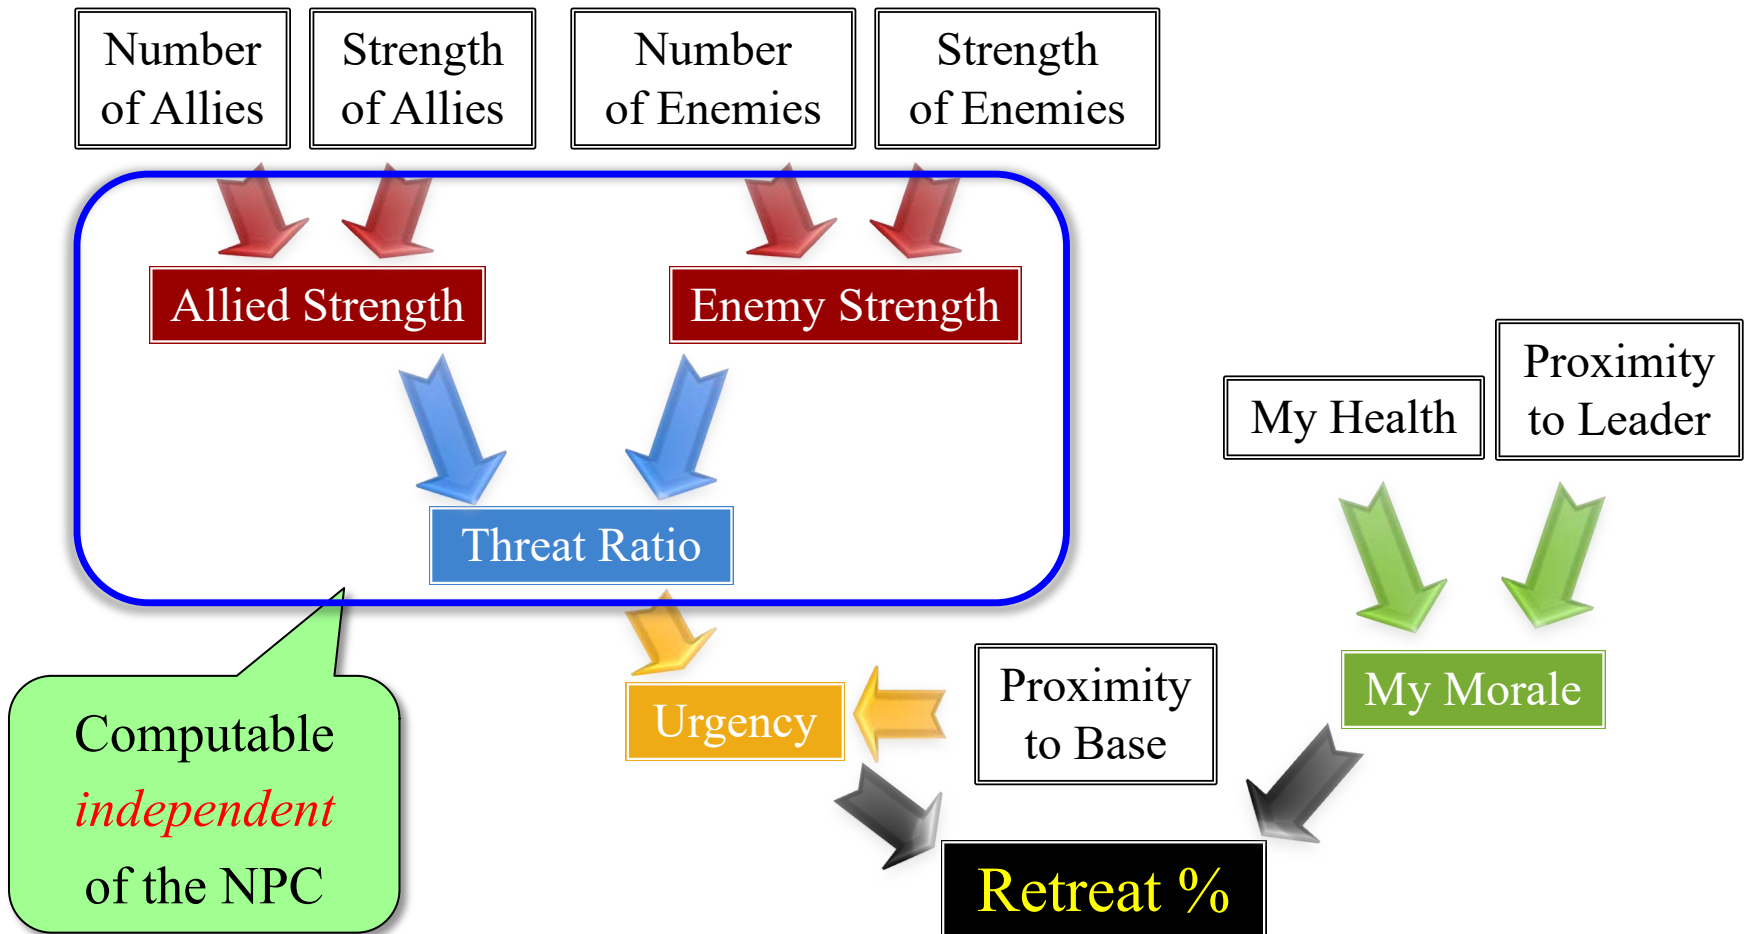 Number
of Allies
Strength
of Allies
Number
of Enemies
Strength
of Enemies
Allied Strength
Enemy Strength
Proximity
to Leader
My Health
Threat Ratio
Proximity
to Base
My Morale
Urgency
Computable
independent
of the NPC
Retreat %